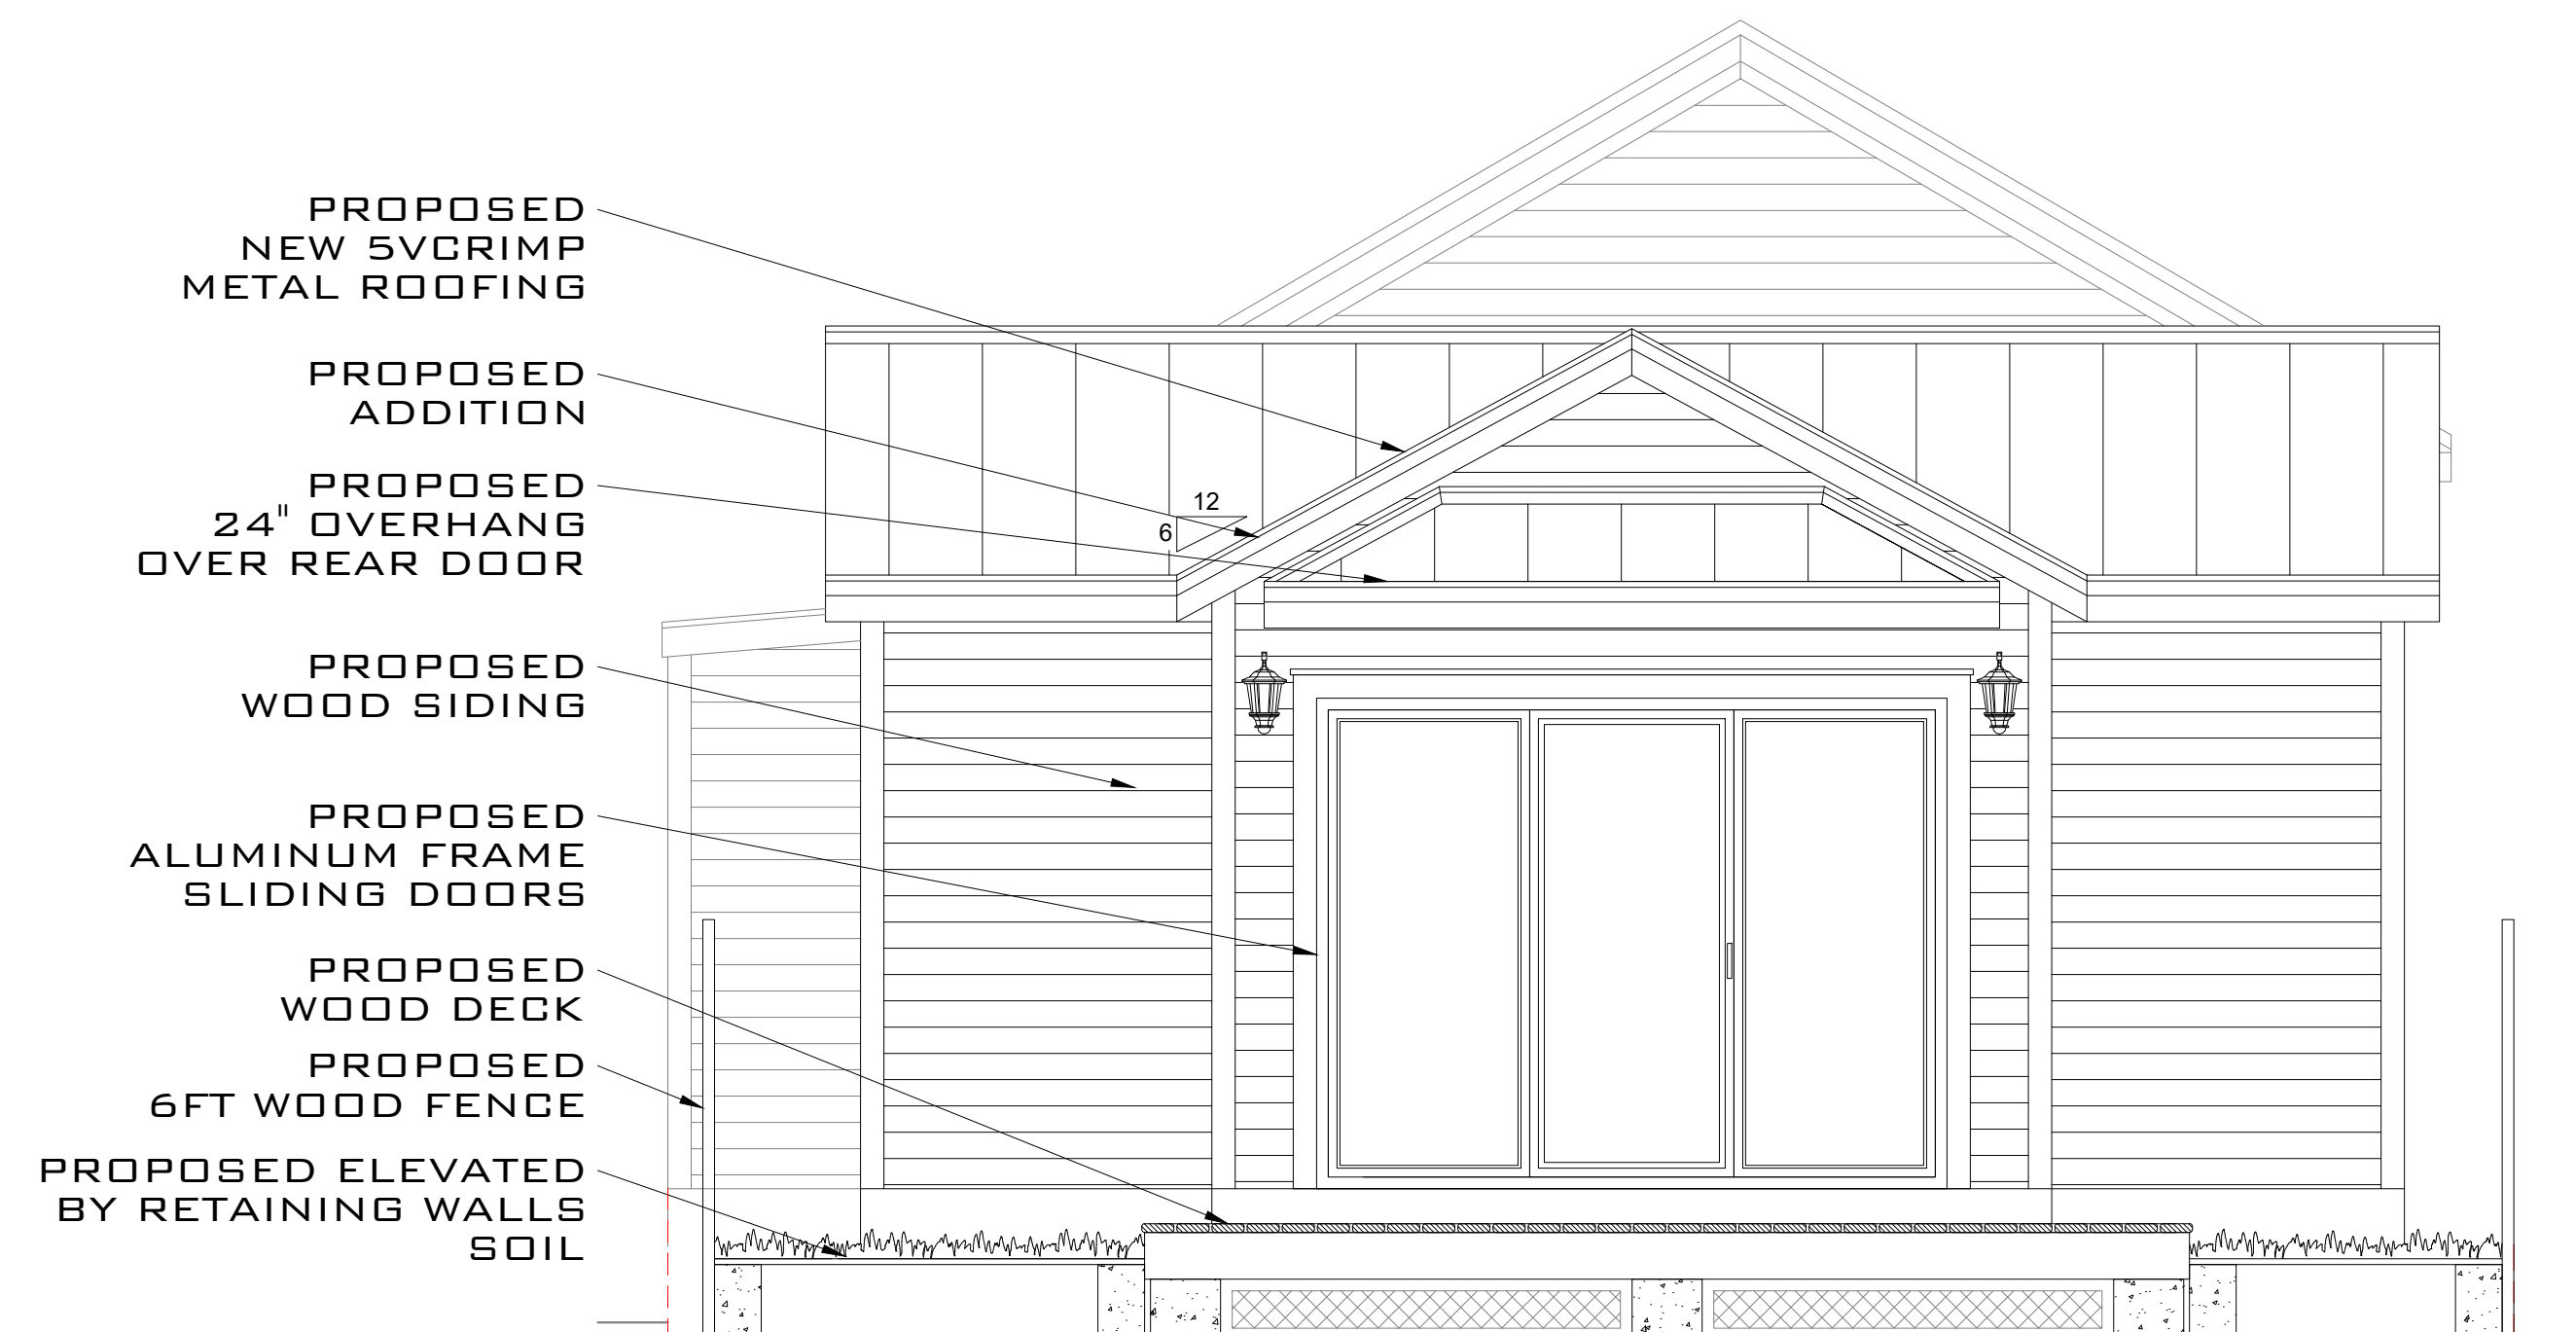 PROPOSED
NEW 5VCRIMP
METAL ROOFING
PROPOSED
ADDITION
PROPOSED
24" OVERHANG
OVER REAR DOOR
12
6
PROPOSED
WOOD SIDING
PROPOSED
ALUMINUM FRAME
SLIDING DOORS
PROPOSED
WOOD DECK
PROPOSED
6FT WOOD FENCE
PROPOSED ELEVATED
BY RETAINING WALLS
SOIL